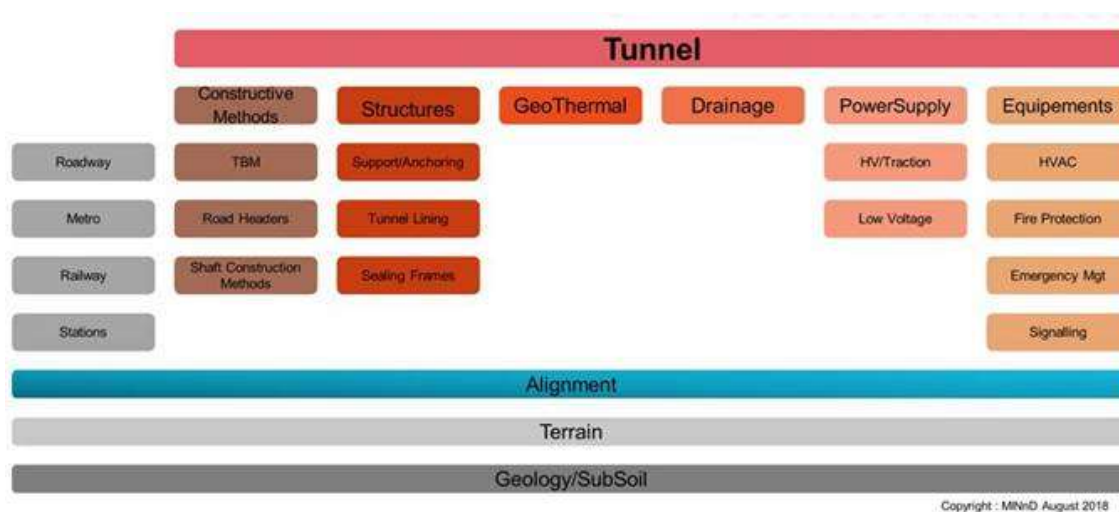 Tunnel
Constructive
Methods
Structures
GeoThermal
Drainage
PowerSupply
Equipements
Roadway
TBM
Support/Anchoring
HV/Traction
HVAC
Metro
Road Headers
Tunnel Lining
Low Voltage
Fire Protection
Railway
Shaft Construction
Methods
Sealing Frames
Emergency Mgt
Stations
Signalling
Alignment
Terrain
Geology/SubSoil
Copyright : MINnD August 2018